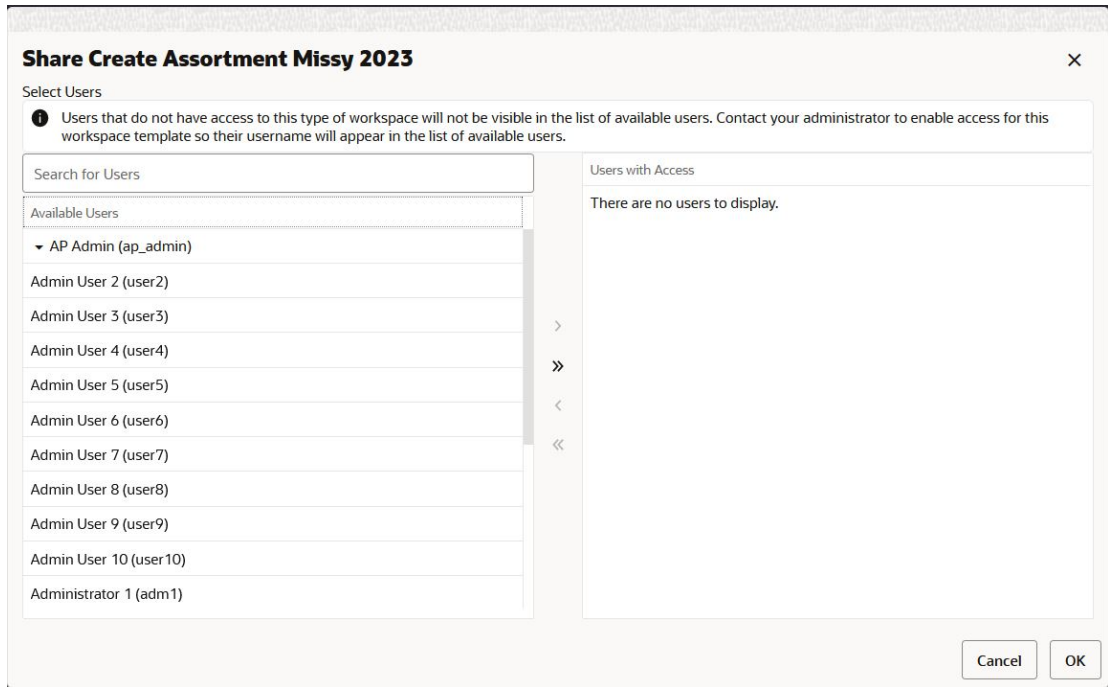 Share Create Assortment Missy 2023
Select Users
Users that do not have access to this type of workspace will not be visible in the list of available users. Contact your administrator to enable access for this
workspace template so their username will appear in the list of available users.
Search for Users
Available Users
AP Admin (ap_admin)
Admin User 2 (user2)
Admin User 3 (user3)
Admin User 4 (user4)
Admin User 5 (user5)
Admin User 6 (user6)
Admin User 7 (user7)
Admin User 8 (user8)
Admin User 9 (user9)
Admin User 10 (user10)
Administrator 1 (adm1)
Users with Access
There are no users to display.
Cancel
OK